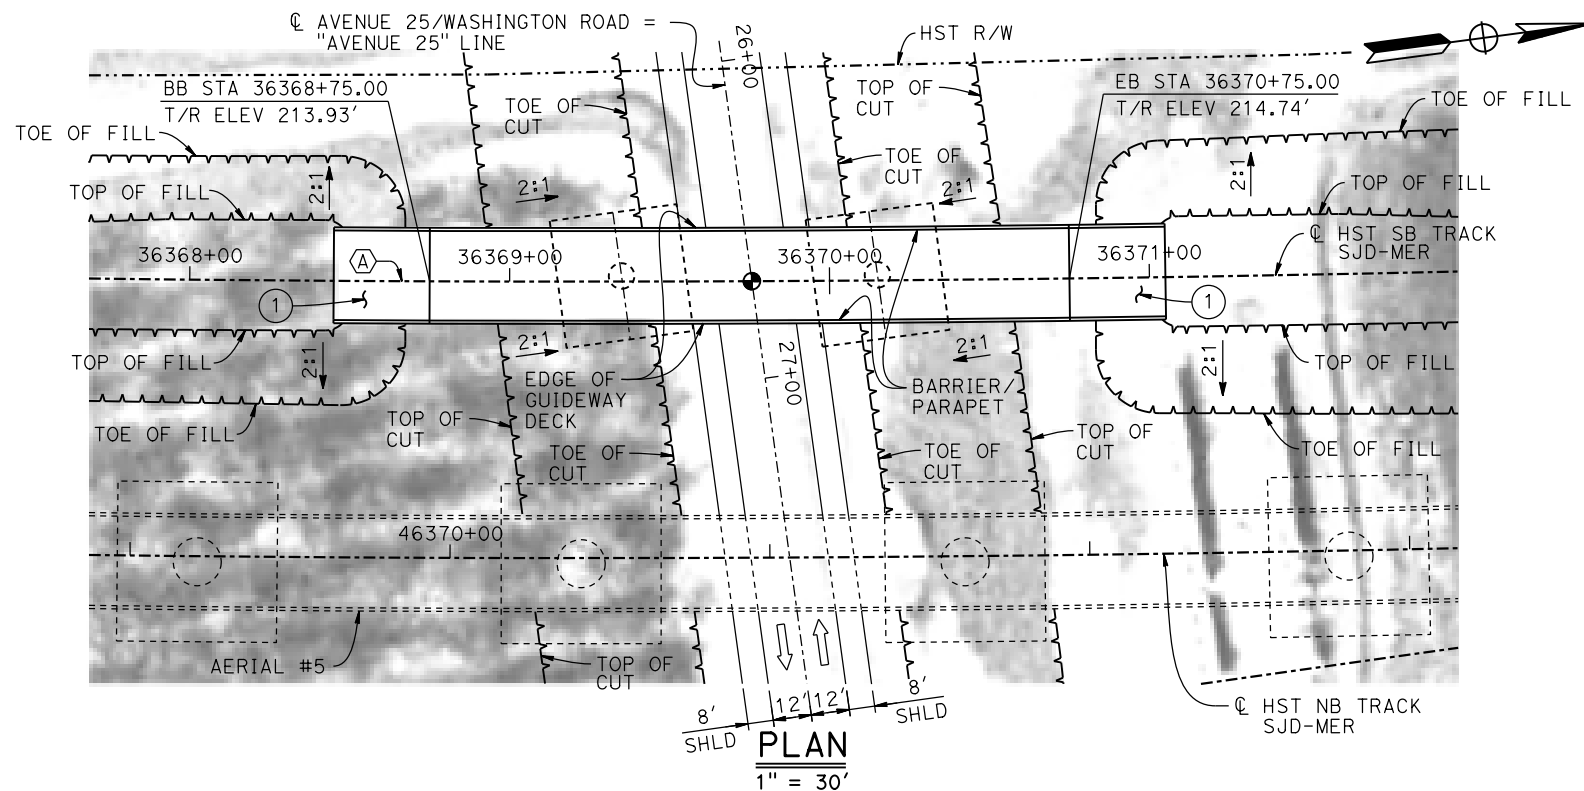 ℄ AVENUE 25/WASHINGTON ROAD =
"AVENUE 25" LINE
26+00
HST R/W
BB STA 36368+75.00
T/R ELEV 213.93'
TOE OF
CUT
TOP OF
CUT
EB STA 36370+75.00
T/R ELEV 214.74'
TOE OF FILL
TOE OF FILL
TOE OF
CUT
2:1
2:1
2:1
2:1
TOP OF FILL
TOP OF FILL
℄ HST SB TRACK
SJD-MER
36368+00
A
36369+00
36370+00
36371+00
1
1
2:1
2:1
2:1
2:1
TOP OF FILL
TOP OF FILL
27+00
EDGE OF
GUIDEWAY
DECK
BARRIER/
PARAPET
TOE OF FILL
TOP OF
CUT
TOP OF
CUT
TOE OF FILL
TOE OF
CUT
TOE OF
CUT
46370+00
AERIAL #5
TOP OF
CUT
℄ HST NB TRACK
SJD-MER
8'
SHLD
12'
12'
8'
SHLD
PLAN
1" = 30'